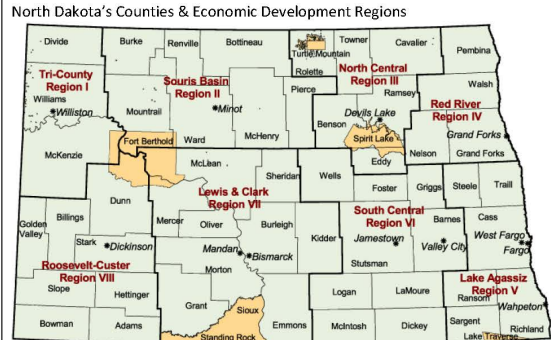 North Dakota's Counties & Economic Development Regions
Divide
Burke
Renville
Bottineau
Turtle Mountain
Rolette
Towner
Cavalier
Pembina
Tri-County
Region I
Souris Basin
Region II
North Central
Region III
Pierce
Ramsey
Walsh
Williams
Williston
Mountrail
Minot
Devils Lake
Red River
Region IV
Benson
Spirit Lake
Grand Forks
McKenzie
Fort Berthold
Ward
McHenry
Eddy
Nelson
Grand Forks
McLean
Sheridan
Wells
Foster
Griggs
Steele
Traill
Dunn
Lewis & Clark
Region VII
Golden
Valley
Billings
Mercer
Oliver
Burleigh
Kidder
South Central
Region VI
Barnes
Cass
Stark
Dickinson
Mandan
Bismarck
Jamestown
Valley City
West Fargo
Fargo
Morton
Stutsman
Roosevelt-Custer
Region VIII
Lake Agassiz
Region V
Slope
Hettinger
Grant
Sioux
Logan
LaMoure
Ransom
Wahpeton
Bowman
Adams
Standing Rock
Emmons
McIntosh
Dickey
Sargent
Richland
Lake Traverse